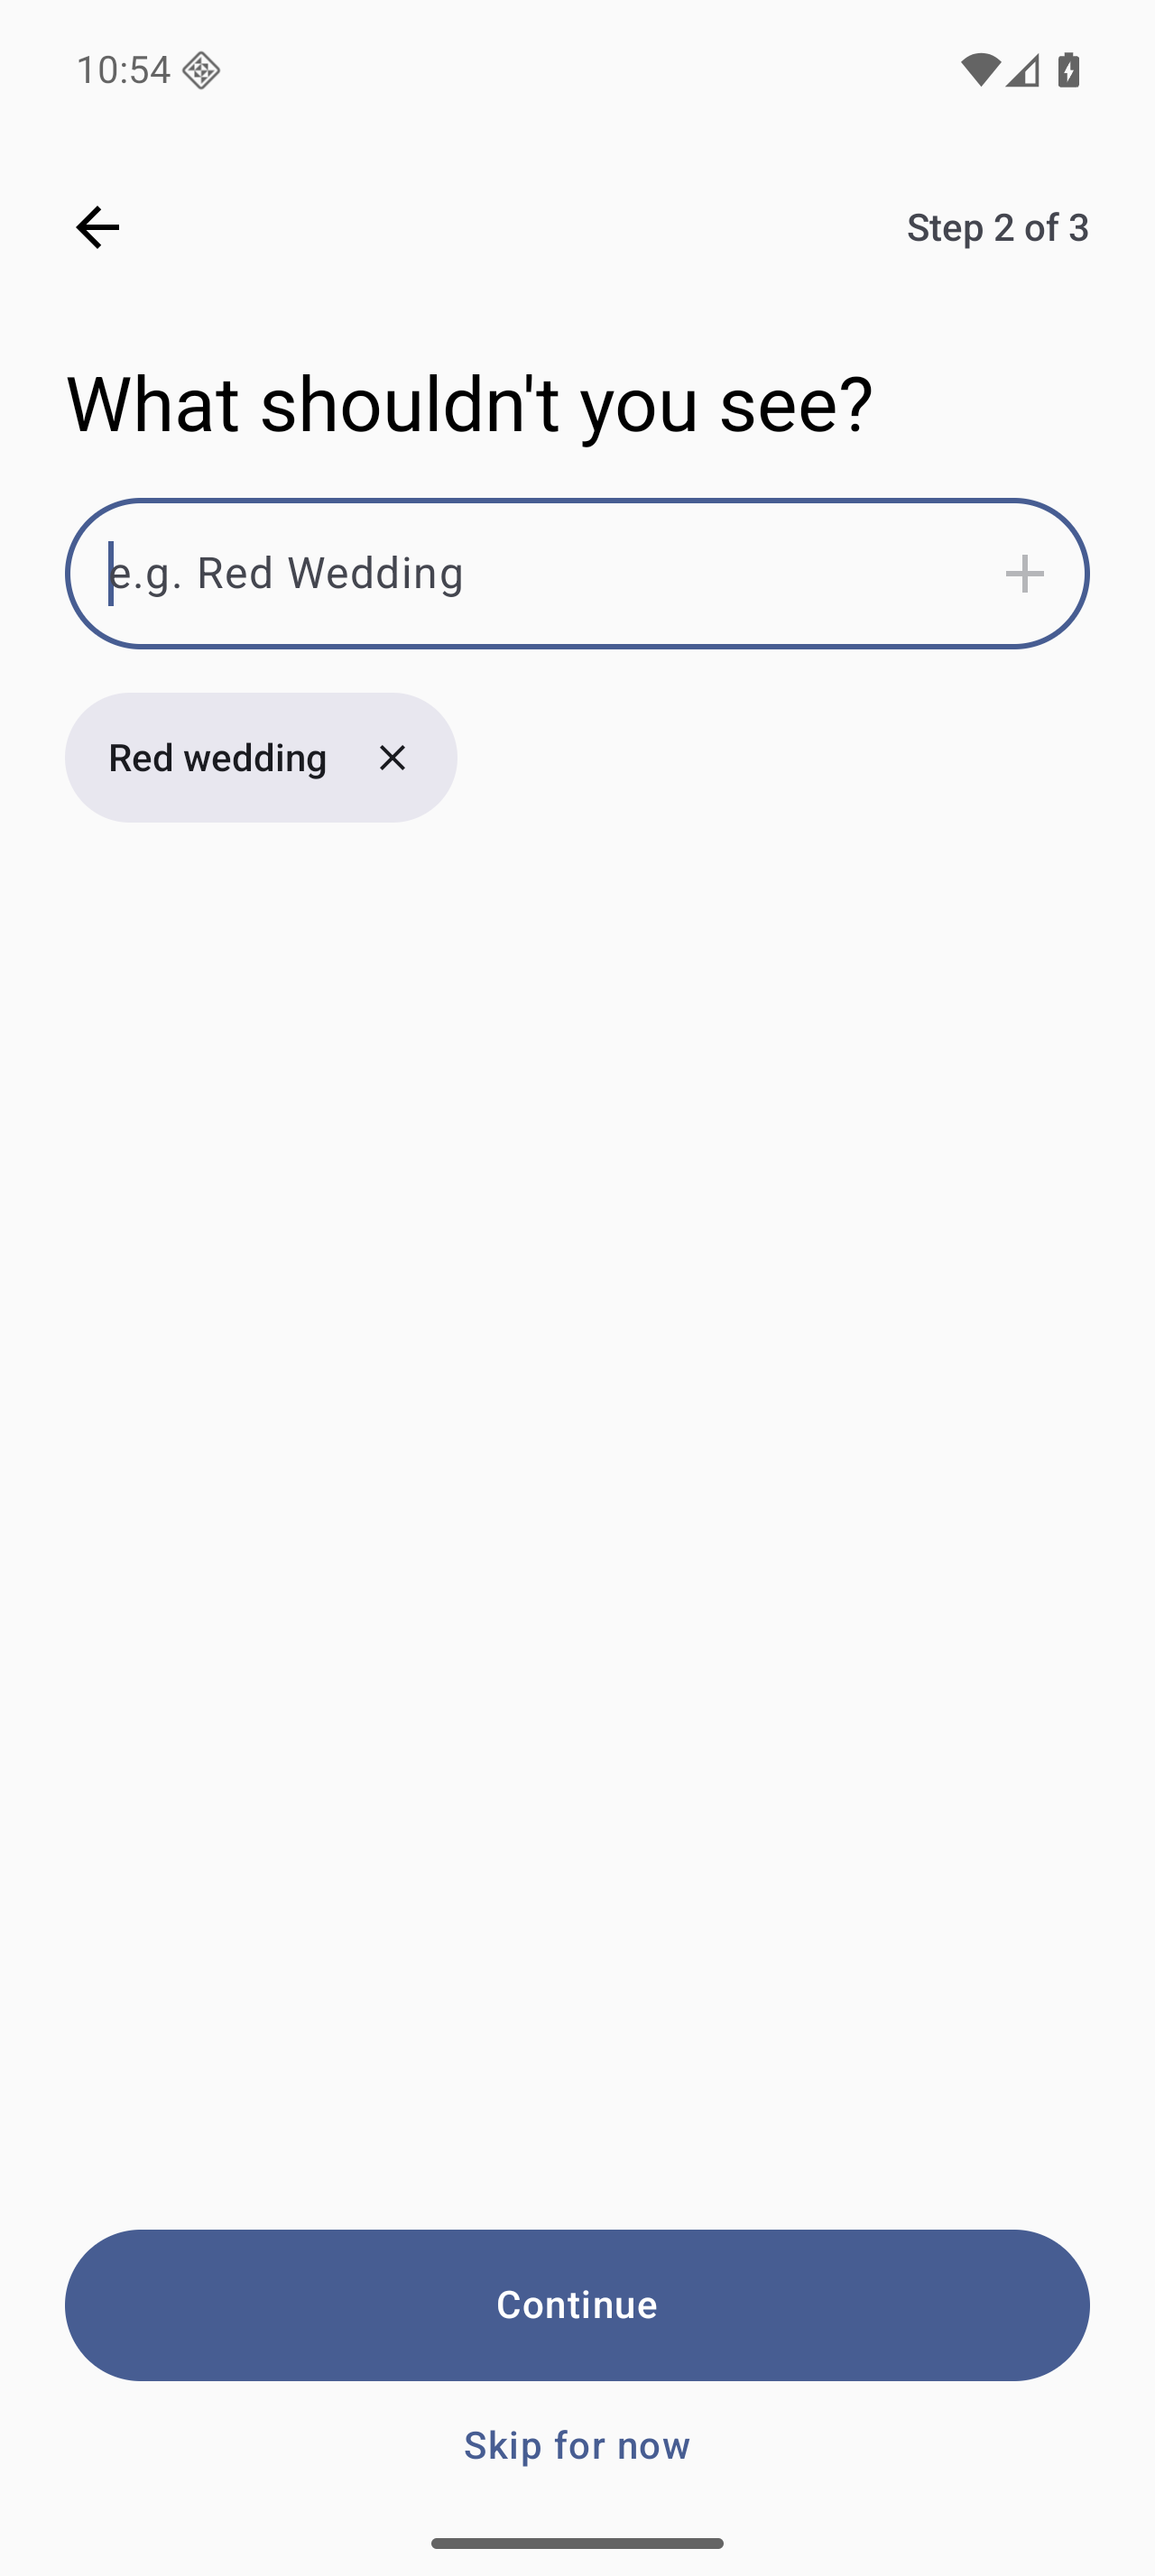 10:54
Step 2 of 3
What shouldn't you see?
e.g. Red Wedding
Red wedding
Continue
Skip for now